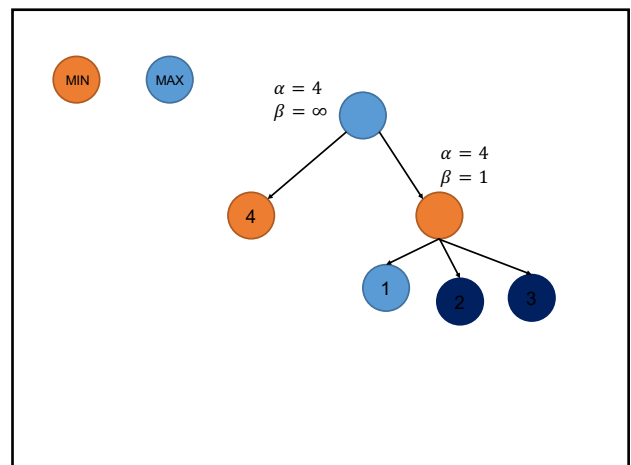 MIN
MAX
α = 4
β = ∞
α = 4
β = 1
4
1
2
3